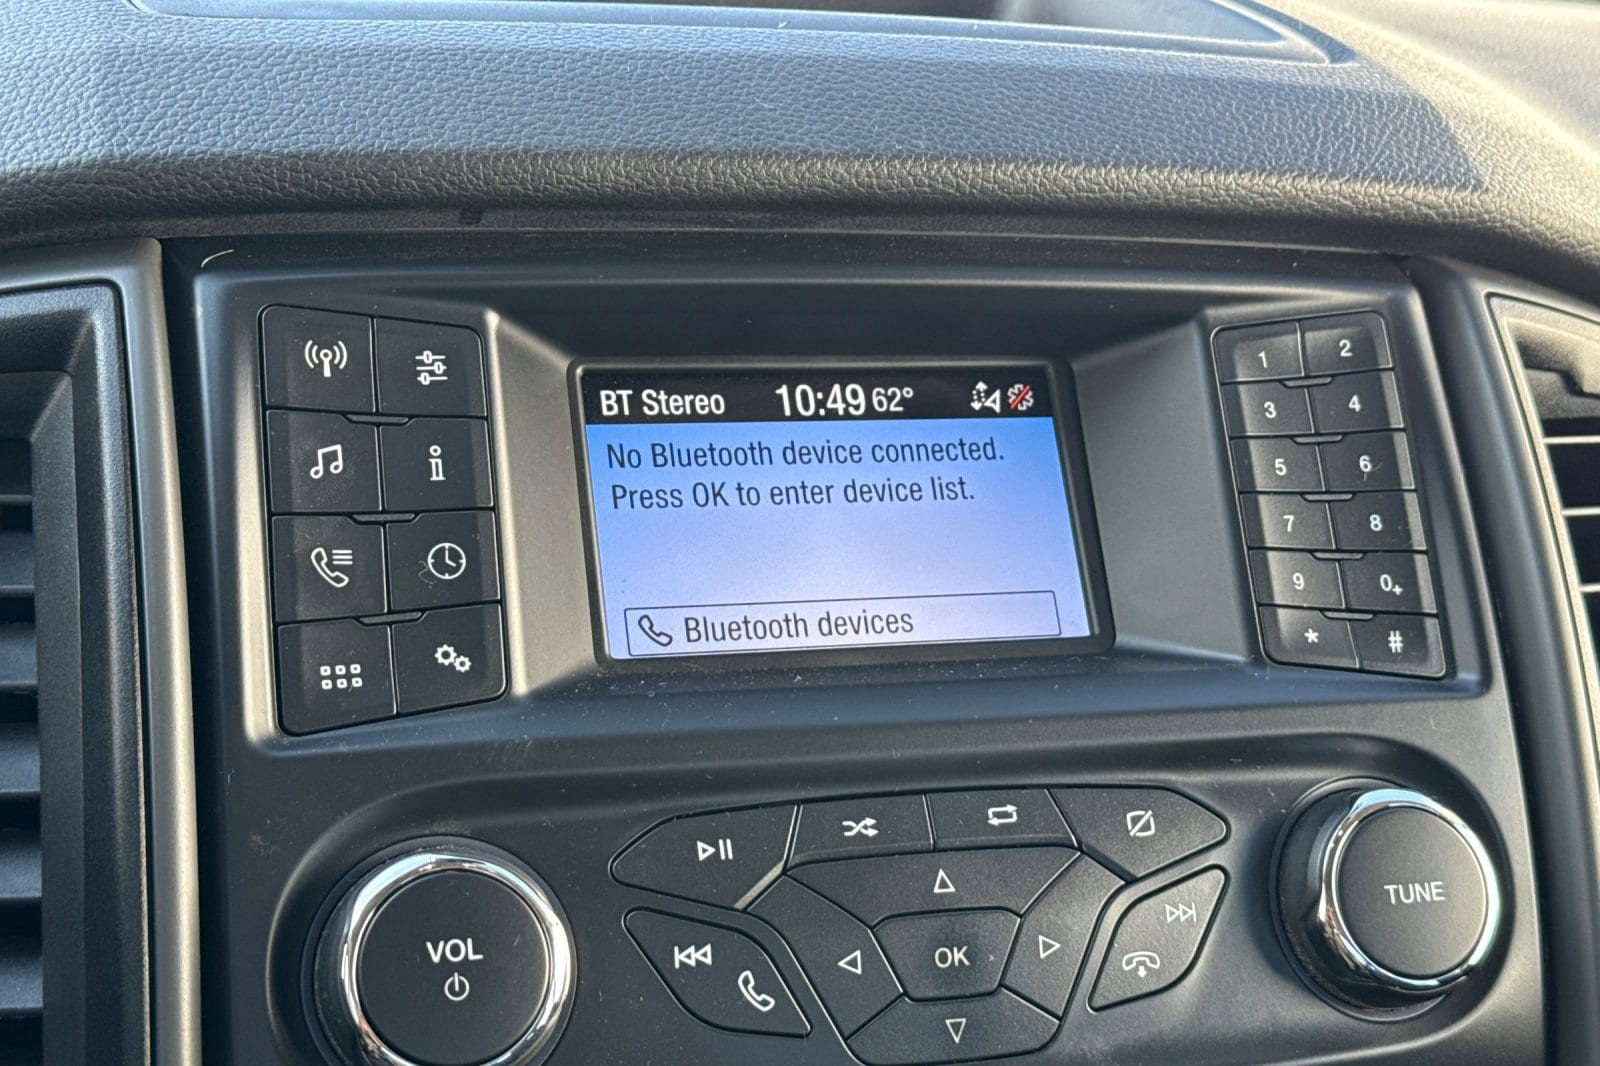 BT Stereo 10:49 62°
No Bluetooth device connected.
Press OK to enter device list.
Bluetooth devices
1 2
3 4
5 6
7 8
9 0+
* #
VOL
OK
TUNE